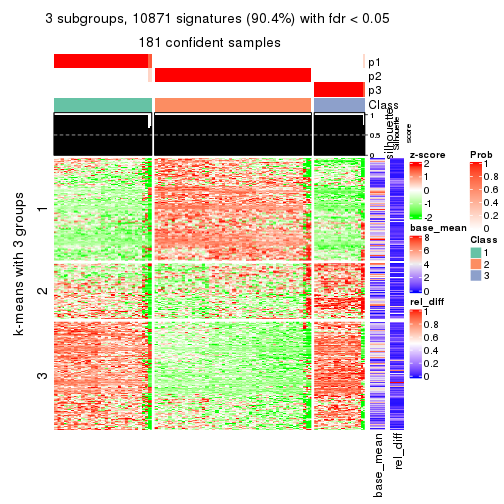 3 subgroups, 10871 signatures (90.4%) with fdr < 0.05
181 confident samples
p1
p2
p3
Class
1
0.5
0
silhouette
Silhouette
score
k-means with 3 groups
1
2
3
base_mean
rel_diff
z-score
2
1
0
-1
-2
base_mean
8
6
4
2
0
rel_diff
1
0.8
0.6
0.4
0.2
0
Prob
1
0.8
0.6
0.4
0.2
0
Class
1
2
3